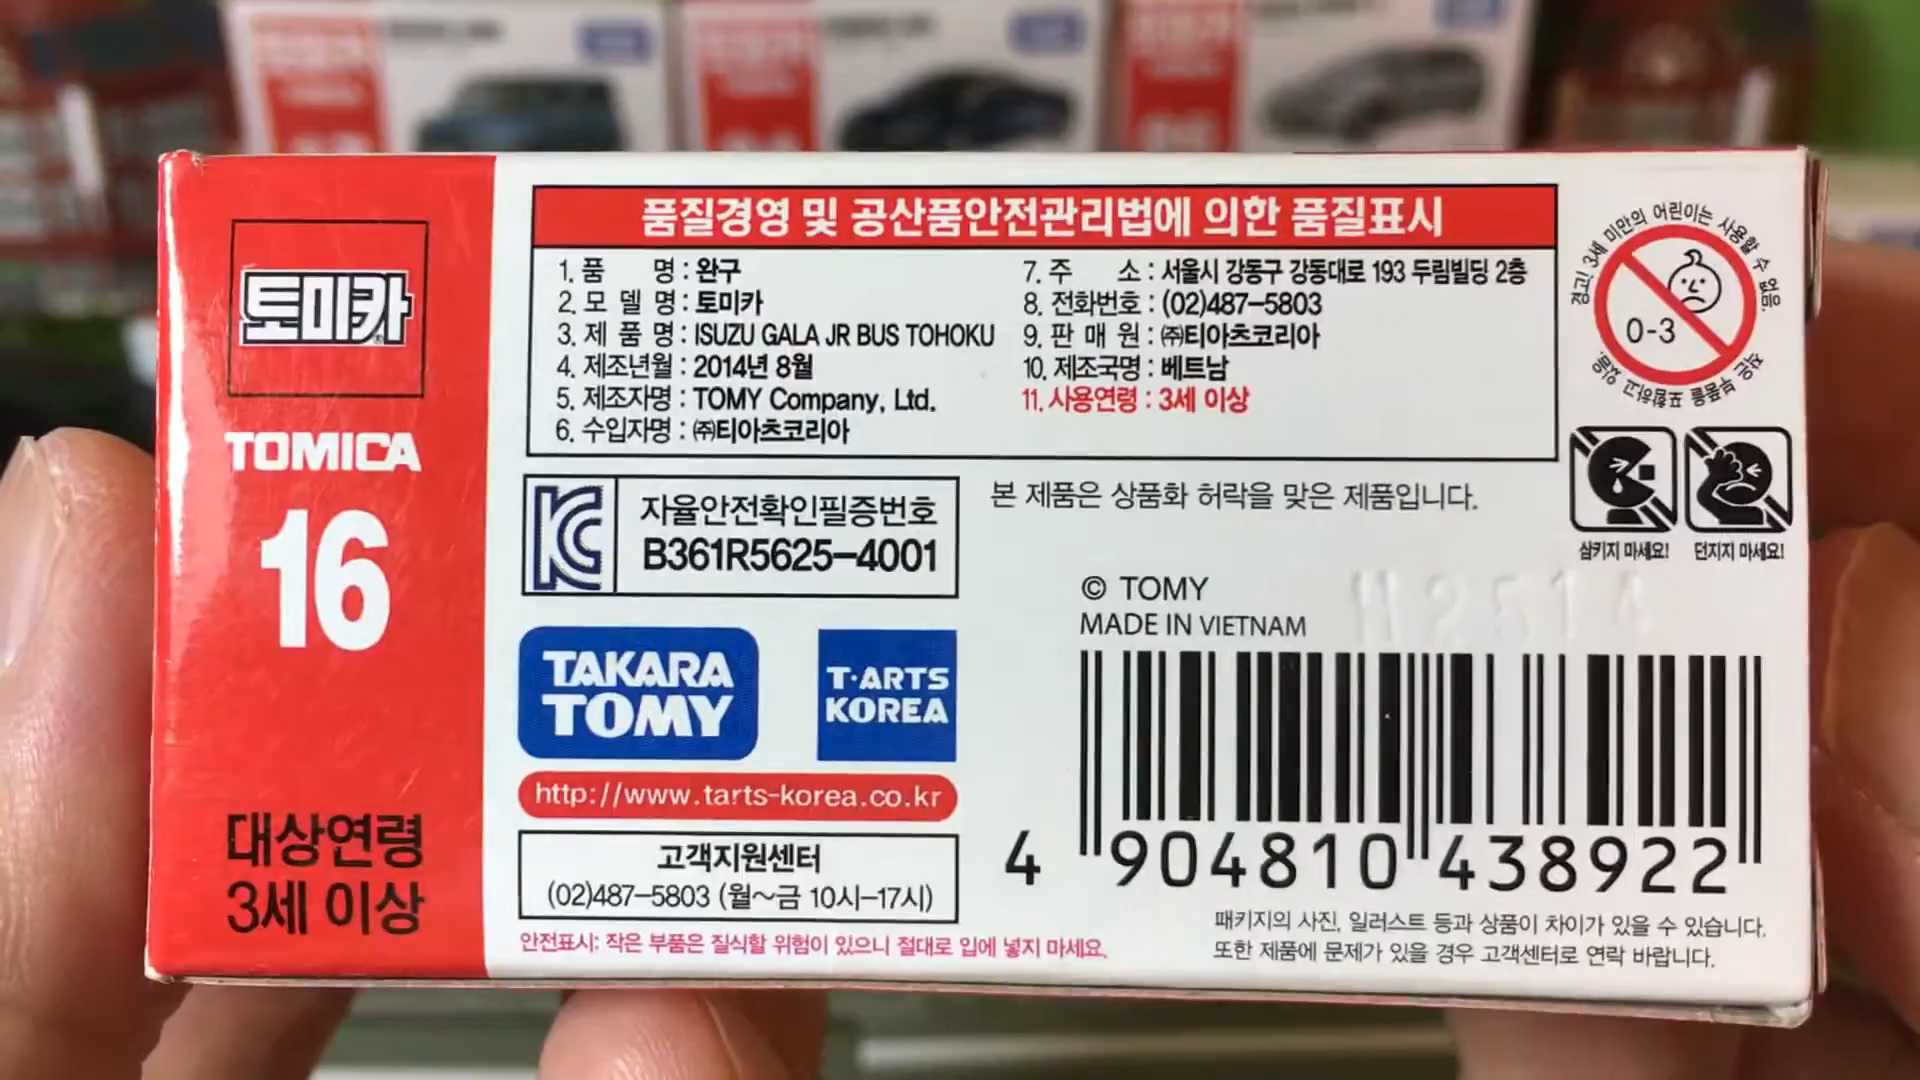 토미카
TOMICA
16
대상연령
3세 이상
품질경영 및 공산품안전관리법에 의한 품질표시
1. 품 명 : 완구
2. 모 델 명 : 토미카
3. 제 품 명 : ISUZU GALA JR BUS TOHOKU
4. 제조년월 : 2014년 8월
5. 제조자명 : TOMY Company, Ltd.
6. 수입자명 : ㈜티아츠코리아
7. 주 소 : 서울시 강동구 강동대로 193 두림빌딩 2층
8. 전화번호 : (02)487-5803
9. 판 매 원 : ㈜티아츠코리아
10. 제조국명 : 베트남
11. 사용연령 : 3세 이상
경고! 3세 미만의 어린이는 사용할 수 없음.
작은 부품을 포함하고 있음.
0-3
삼키지 마세요!
던지지 마세요!
자율안전확인필증번호
B361R5625-4001
본 제품은 상품화 허락을 맞은 제품입니다.
© TOMY
MADE IN VIETNAM
TAKARA
TOMY
T·ARTS
KOREA
http://www.tarts-korea.co.kr
고객지원센터
(02)487-5803 (월~금 10시-17시)
안전표시: 작은 부품은 질식할 위험이 있으니 절대로 입에 넣지 마세요.
4 904810 438922
패키지의 사진, 일러스트 등과 상품이 차이가 있을 수 있습니다.
또한 제품에 문제가 있을 경우 고객센터로 연락 바랍니다.